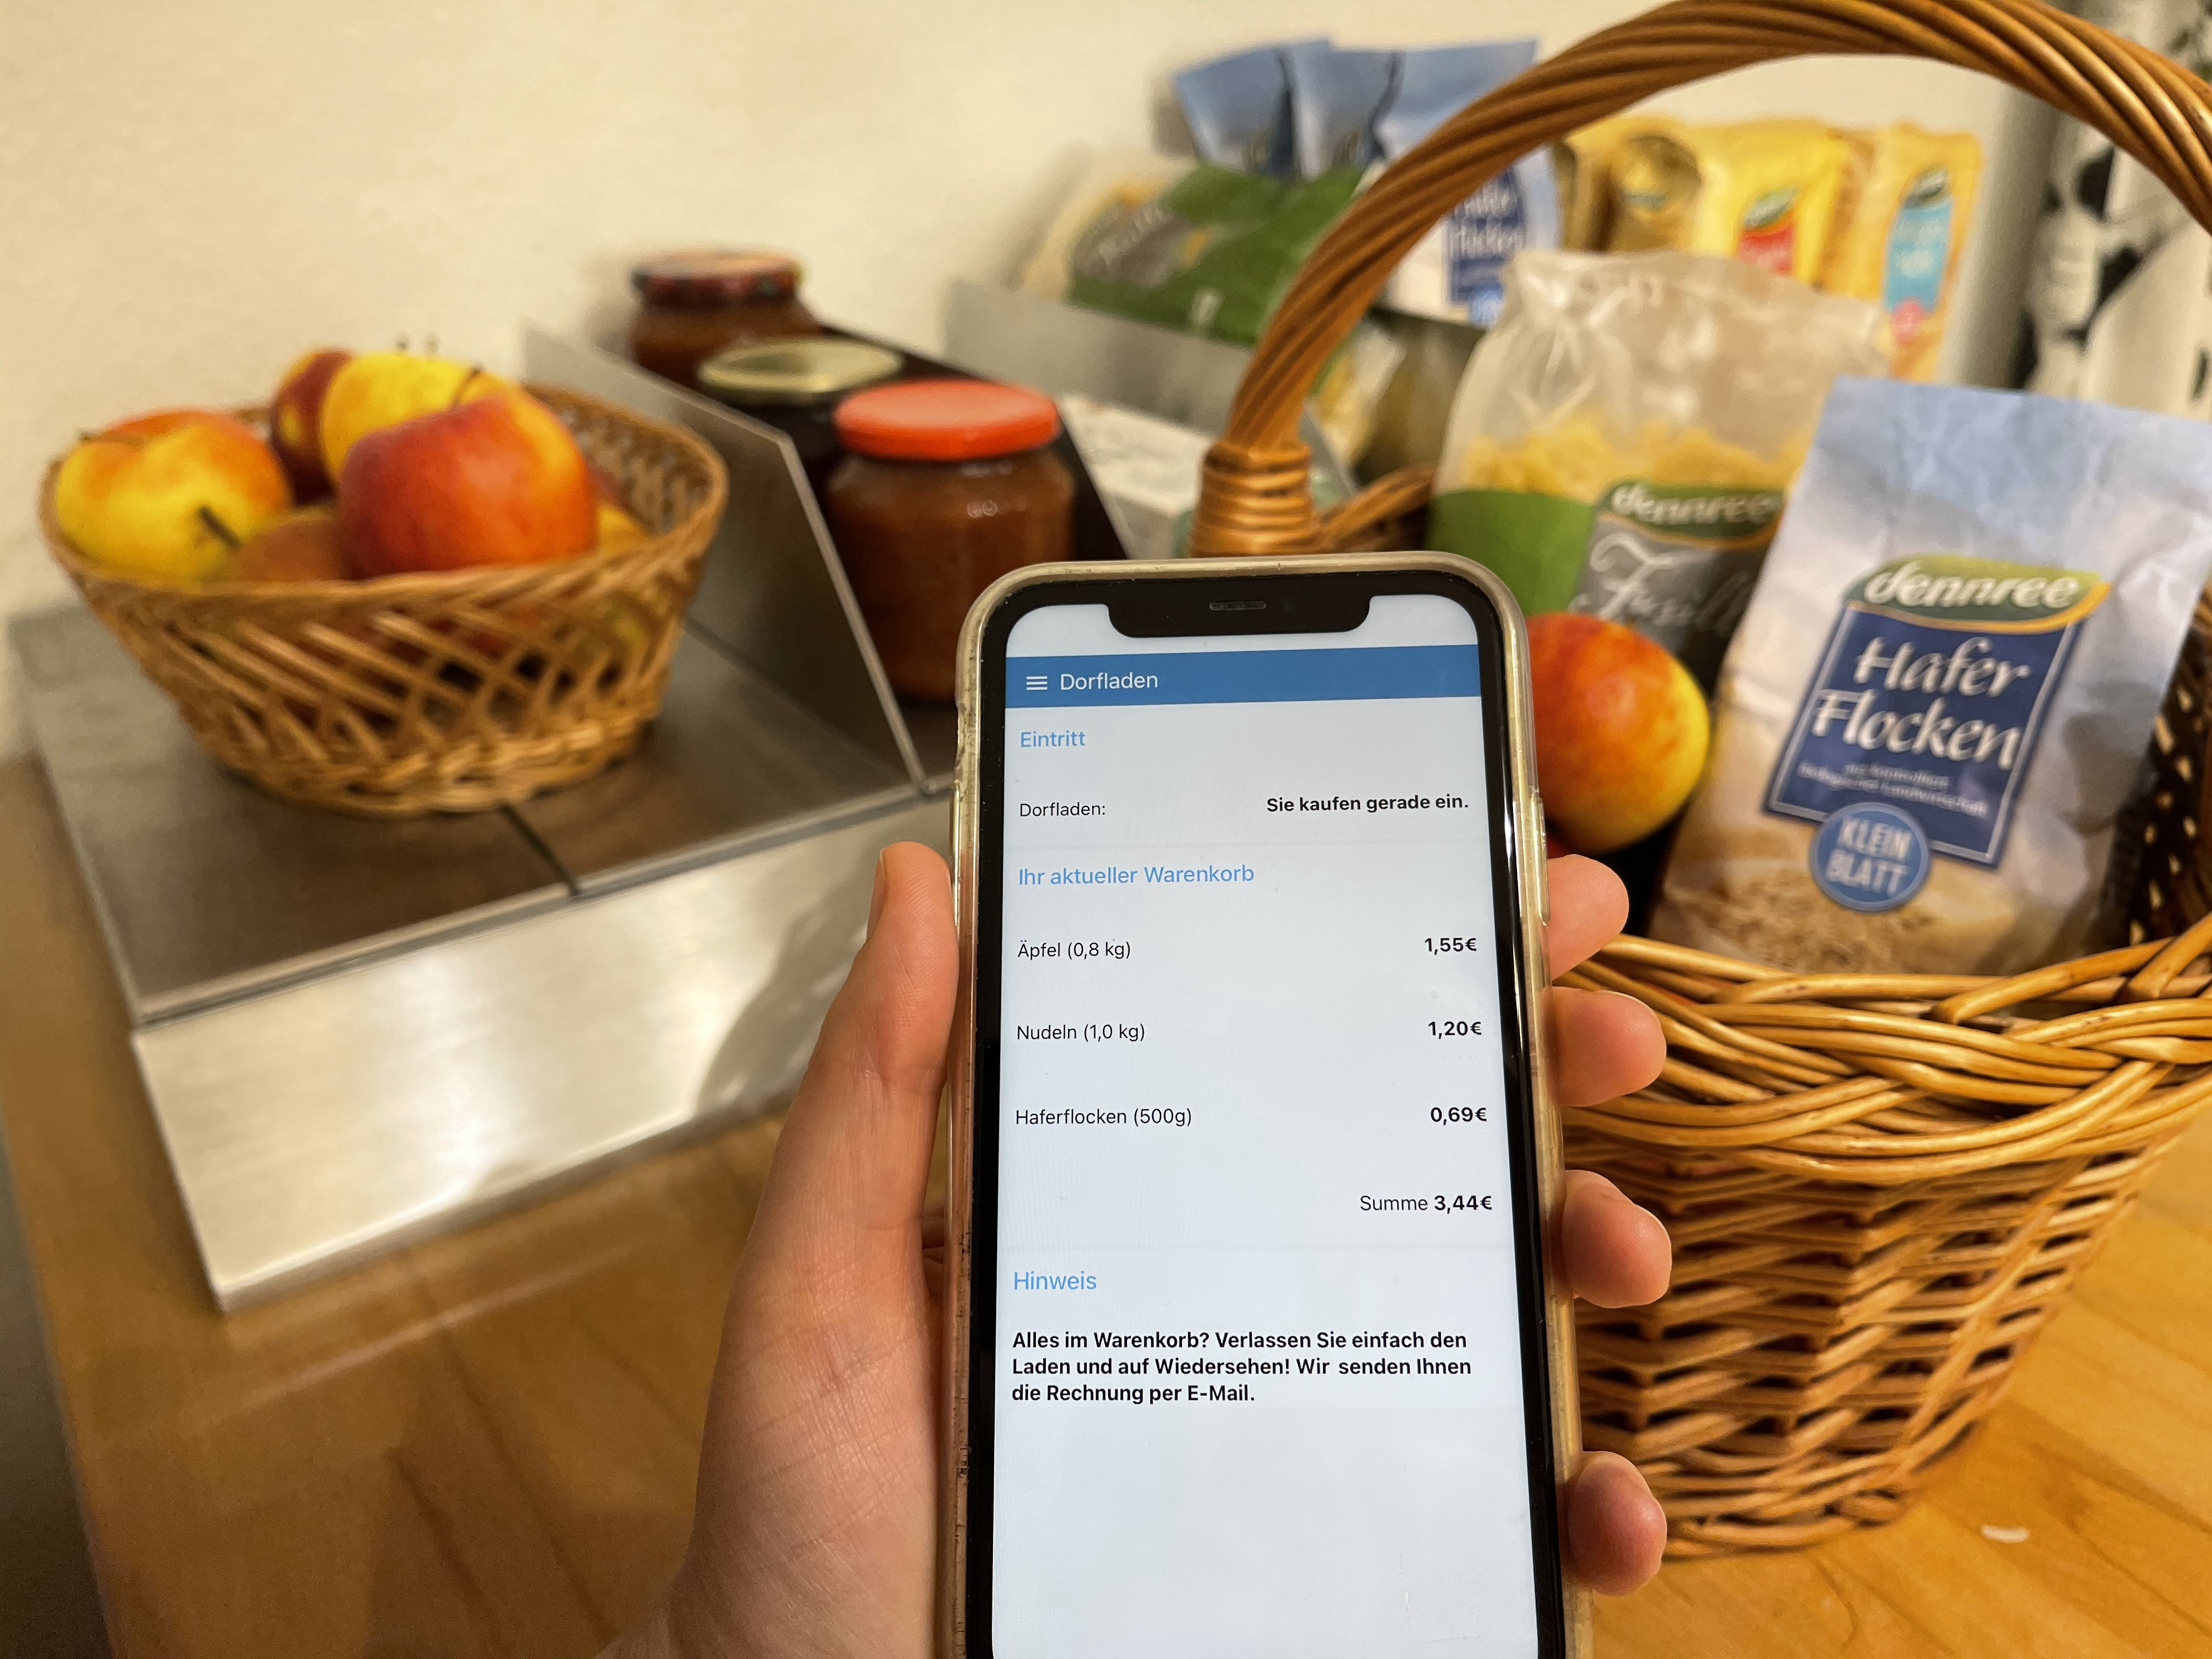 Dorfladen
Eintritt
Dorfladen: Sie kaufen gerade ein.
Ihr aktueller Warenkorb
Äpfel (0,8 kg) 1,55€
Nudeln (1,0 kg) 1,20€
Haferflocken (500g) 0,69€
Summe 3,44€
Hinweis
Alles im Warenkorb? Verlassen Sie einfach den
Laden und auf Wiedersehen! Wir senden Ihnen
die Rechnung per E-Mail.
dennree
dennree
Hafer
Flocken
KLEIN
BLATT